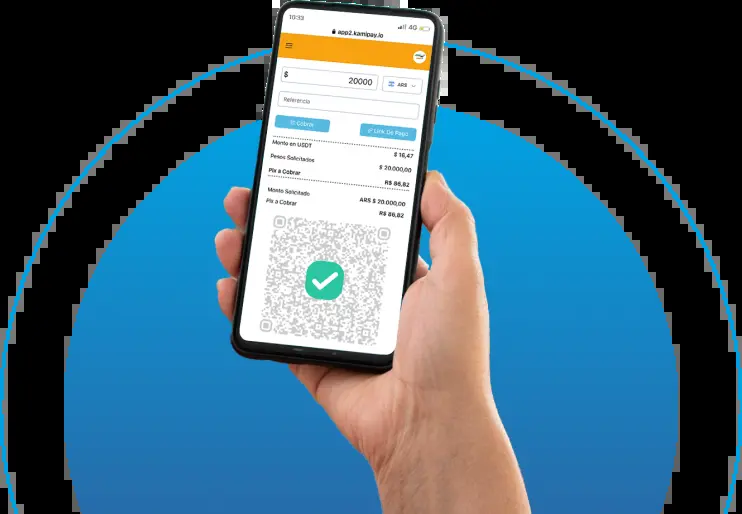 10:33
4G
app2.kamipay.io
$ 20000 ARS
Referencia
Cobrar Link De Pago
Monto en USDT $ 16,47
Pesos Solicitados $ 20.000,00
Pix a Cobrar R$ 86,82
Monto Solicitado ARS $ 20.000,00
Pix a Cobrar R$ 86,82